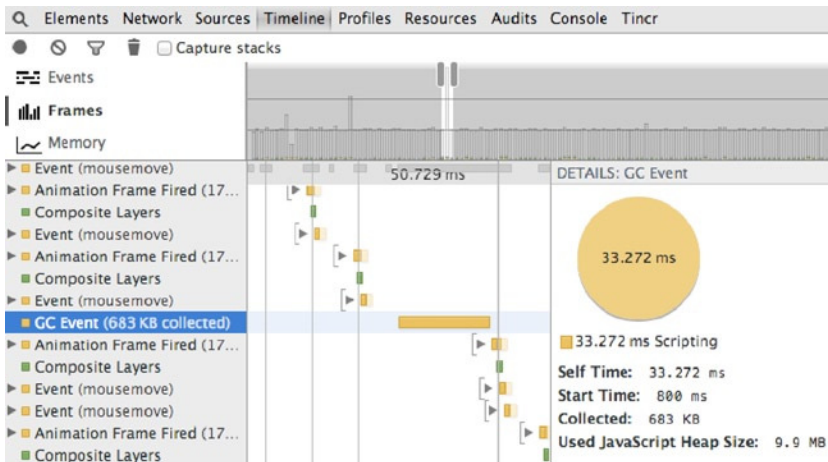 Elements Network Sources Timeline Profiles Resources Audits Console Tincr
Capture stacks
Events
Frames
Memory
Event (mousemove)
Animation Frame Fired (17...
Composite Layers
Event (mousemove)
Animation Frame Fired (17...
Composite Layers
Event (mousemove)
GC Event (683 KB collected)
Animation Frame Fired (17...
Composite Layers
Event (mousemove)
Event (mousemove)
Animation Frame Fired (17...
Composite Layers
50.729 ms
DETAILS: GC Event
33.272 ms
33.272 ms Scripting
Self Time: 33.272 ms
Start Time: 800 ms
Collected: 683 KB
Used JavaScript Heap Size: 9.9 MB